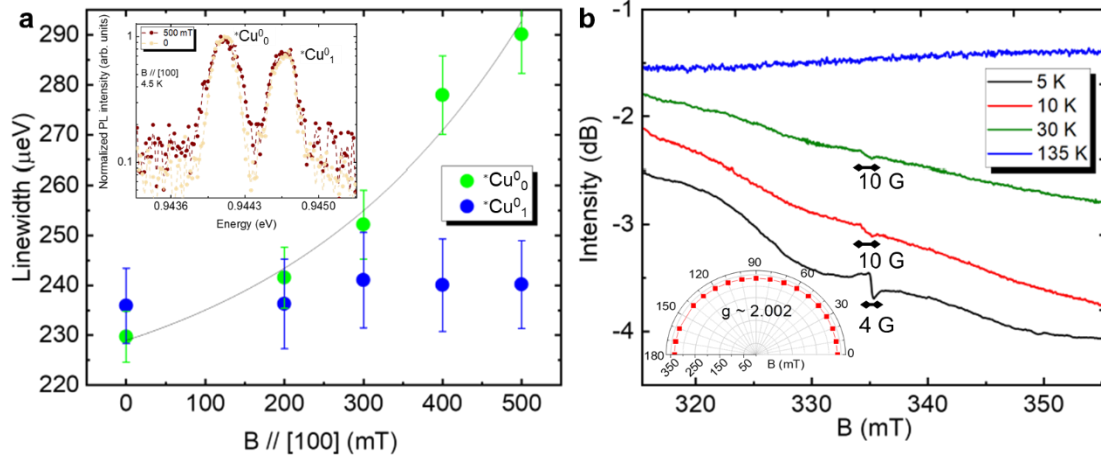 a
295
290
280
270
260
250
240
230
220
Linewidth (μeV)
0
100
200
300
400
500
B // [100] (mT)
*Cu⁰₀
*Cu⁰₁
Normalized PL intensity (arb. units)
1
0.1
500 mT
0
B // [100]
4.5 K
*Cu⁰₀
*Cu⁰₁
0.9436
0.9443
0.9450
Energy (eV)
b
-1
-2
-3
-4
Intensity (dB)
320
330
340
350
B (mT)
5 K
10 K
30 K
135 K
10 G
10 G
4 G
g ~ 2.002
0
30
60
90
120
150
180
350
250
150
50
B (mT)